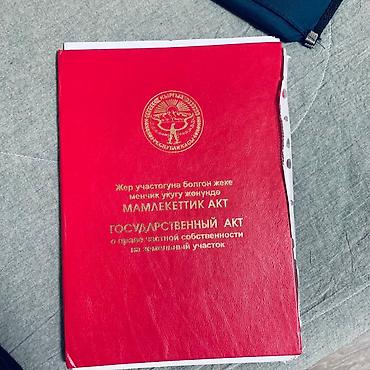 Жер участогуна болгон жеке
менчик укугу жөнүндө
МАМЛЕКЕТТИК АКТ
ГОСУДАРСТВЕННЫЙ АКТ
о праве частной собственности
на земельный участок